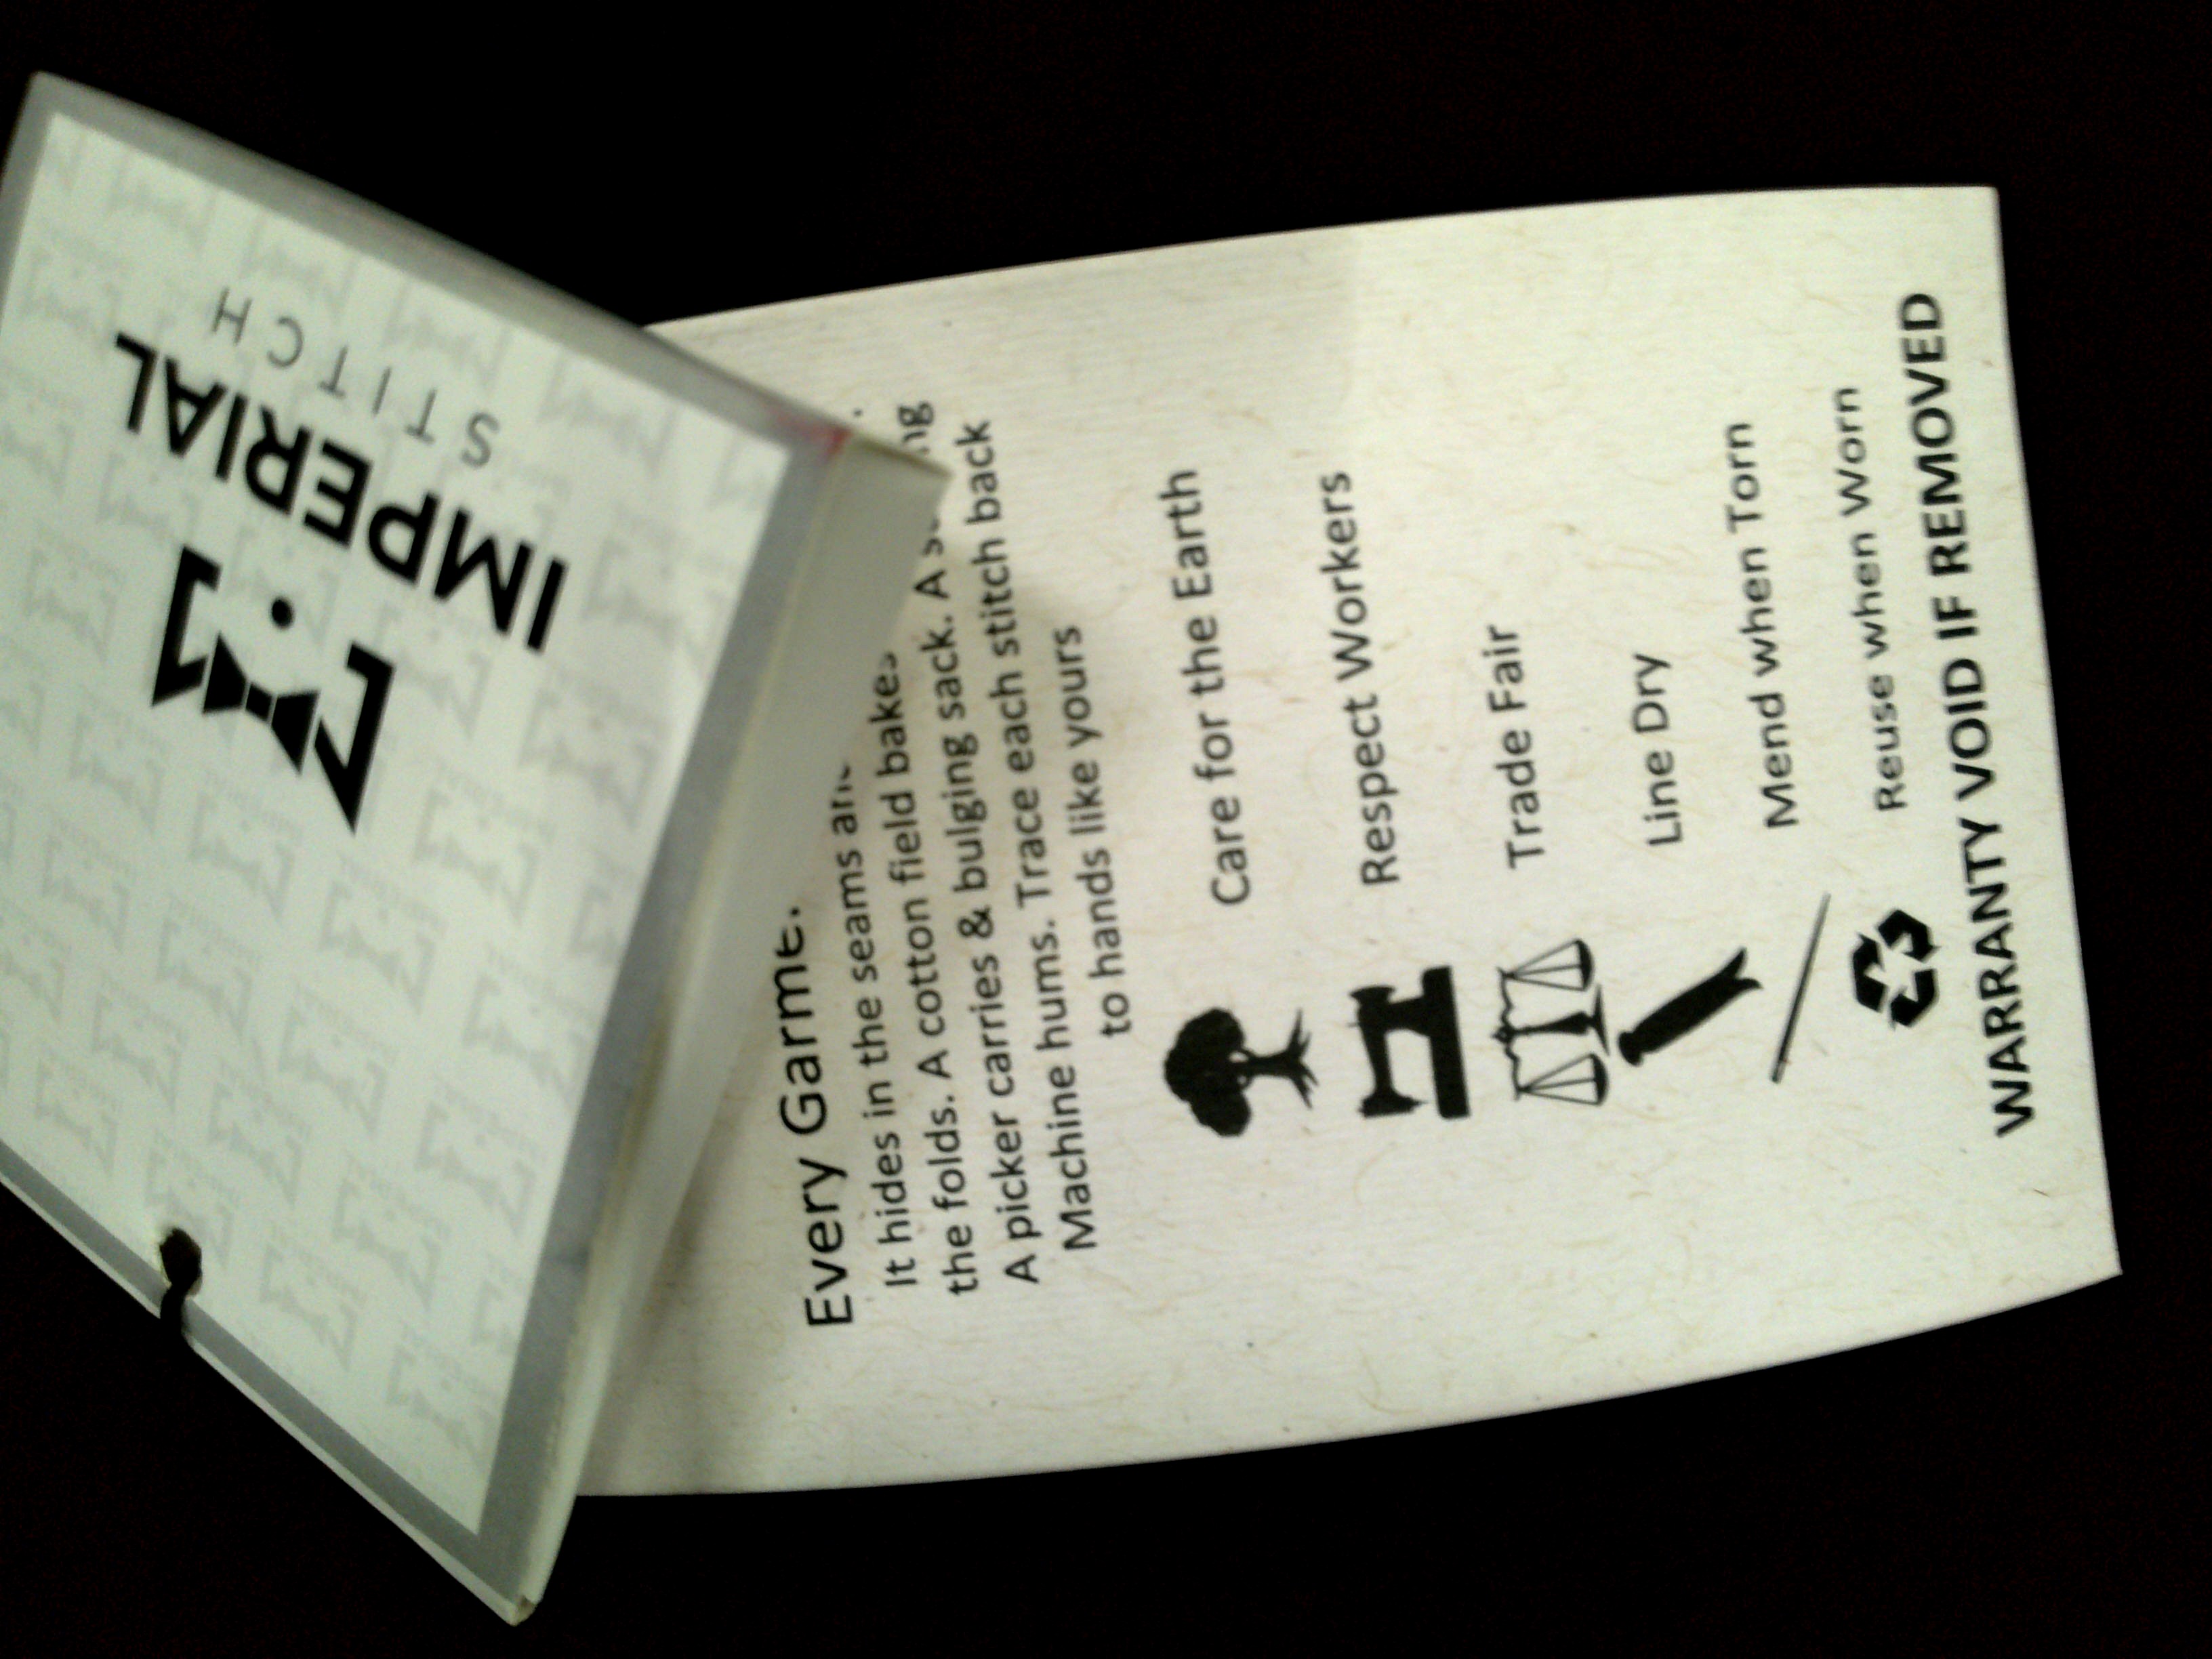 IMPERIAL
STITCH
Every
It hides in the seams
the folds. A cotton field bakes
A picker carries & bulging sack. A
Machine hums. Trace each stitch back
to hands like yours
Care for the Earth
Respect Workers
Trade Fair
Line Dry
Mend when Torn
Reuse when Worn
WARRANTY VOID IF REMOVED